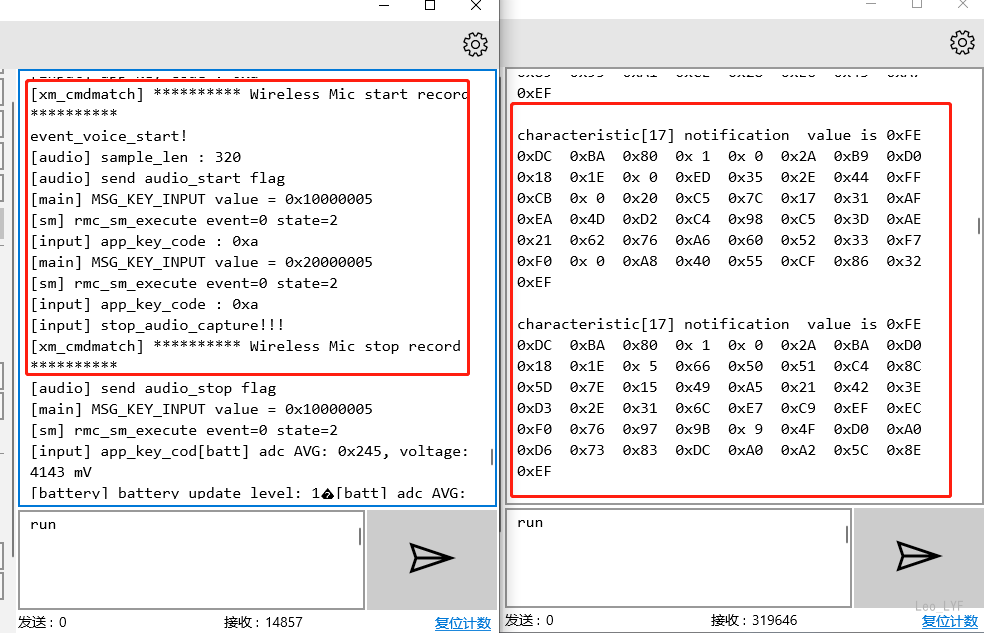 [xm_cmdmatch] ********** Wireless Mic start record
**********
event_voice_start!
[audio] sample_len : 320
[audio] send audio_start flag
[main] MSG_KEY_INPUT value = 0x10000005
[sm] rmc_sm_execute event=0 state=2
[input] app_key_code : 0xa
[main] MSG_KEY_INPUT value = 0x20000005
[sm] rmc_sm_execute event=0 state=2
[input] app_key_code : 0xa
[input] stop_audio_capture!!!
[xm_cmdmatch] ********** Wireless Mic stop record
**********
[audio] send audio_stop flag
[main] MSG_KEY_INPUT value = 0x10000005
[sm] rmc_sm_execute event=0 state=2
[input] app_key_cod[batt] adc AVG: 0x245, voltage:
4143 mV
[battery] battery update level: 1�[batt] adc AVG:
run
发送 : 0
接收 : 14857
复位计数
0xEF
characteristic[17] notification  value is 0xFE
0xDC  0xBA  0x80  0x 1  0x 0  0x2A  0xB9  0xD0
0x18  0x1E  0x 0  0xED  0x35  0x2E  0x44  0xFF
0xCB  0x 0  0x20  0xC5  0x7C  0x17  0x31  0xAF
0xEA  0x4D  0xD2  0xC4  0x98  0xC5  0x3D  0xAE
0x21  0x62  0x76  0xA6  0x60  0x52  0x33  0xF7
0xF0  0x 0  0xA8  0x40  0x55  0xCF  0x86  0x32
0xEF
characteristic[17] notification  value is 0xFE
0xDC  0xBA  0x80  0x 1  0x 0  0x2A  0xBA  0xD0
0x18  0x1E  0x 5  0x66  0x50  0x51  0xC4  0x8C
0x5D  0x7E  0x15  0x49  0xA5  0x21  0x42  0x3E
0xD3  0x2E  0x31  0x6C  0xE7  0xC9  0xEF  0xEC
0xF0  0x76  0x97  0x9B  0x 9  0x4F  0xD0  0xA0
0xD6  0x73  0x83  0xDC  0xA0  0xA2  0x5C  0x8E
0xEF
run
Leo_LYF
发送 : 0
接收 : 319646
复位计数